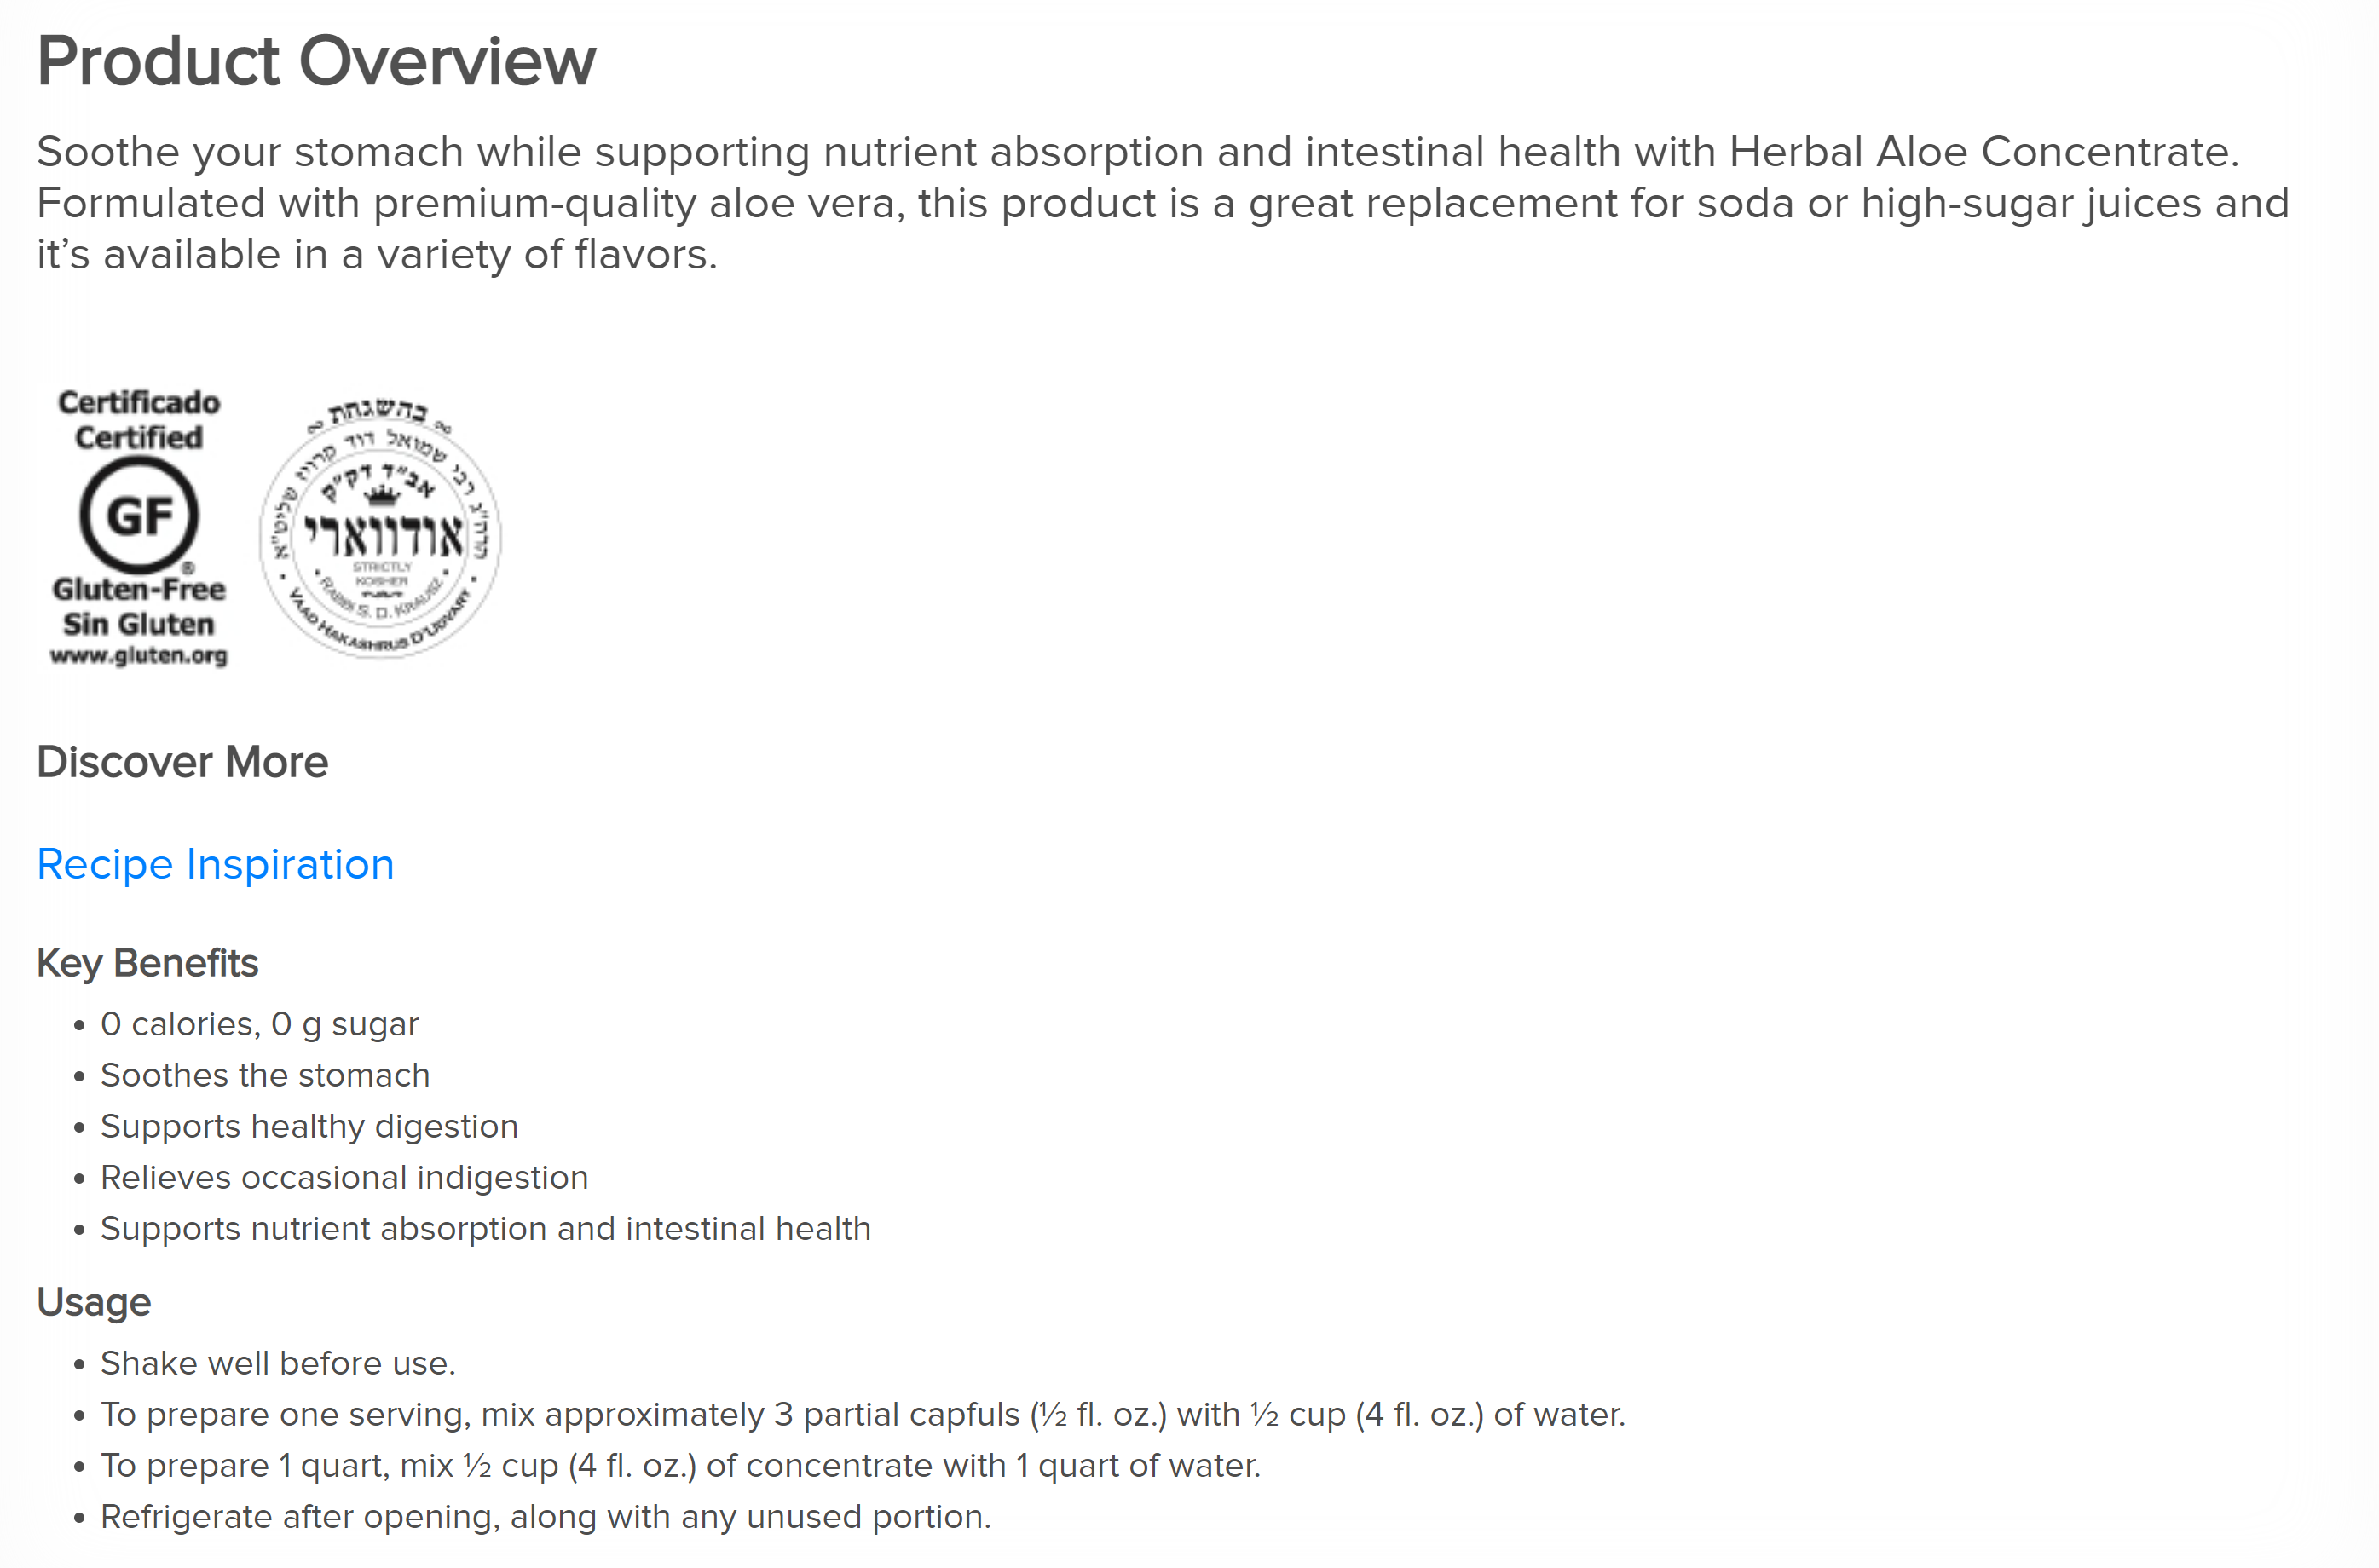 Product Overview
Soothe your stomach while supporting nutrient absorption and intestinal health with Herbal Aloe Concentrate.
Formulated with premium-quality aloe vera, this product is a great replacement for soda or high-sugar juices and
it’s available in a variety of flavors.
Certificado
Certified
GF
®
Gluten-Free
Sin Gluten
www.gluten.org
בהשגחת
הרה"ג רבי שמואל דוד קרויז שליט"א
אב"ד דק"ק
אודווארי
STRICTLY
KOSHER
RABBI S. D. KRAUSZ
VAAD HAKASHRUS D'UDVARY
Discover More
Recipe Inspiration
Key Benefits
• 0 calories, 0 g sugar
• Soothes the stomach
• Supports healthy digestion
• Relieves occasional indigestion
• Supports nutrient absorption and intestinal health
Usage
• Shake well before use.
• To prepare one serving, mix approximately 3 partial capfuls (½ fl. oz.) with ½ cup (4 fl. oz.) of water.
• To prepare 1 quart, mix ½ cup (4 fl. oz.) of concentrate with 1 quart of water.
• Refrigerate after opening, along with any unused portion.